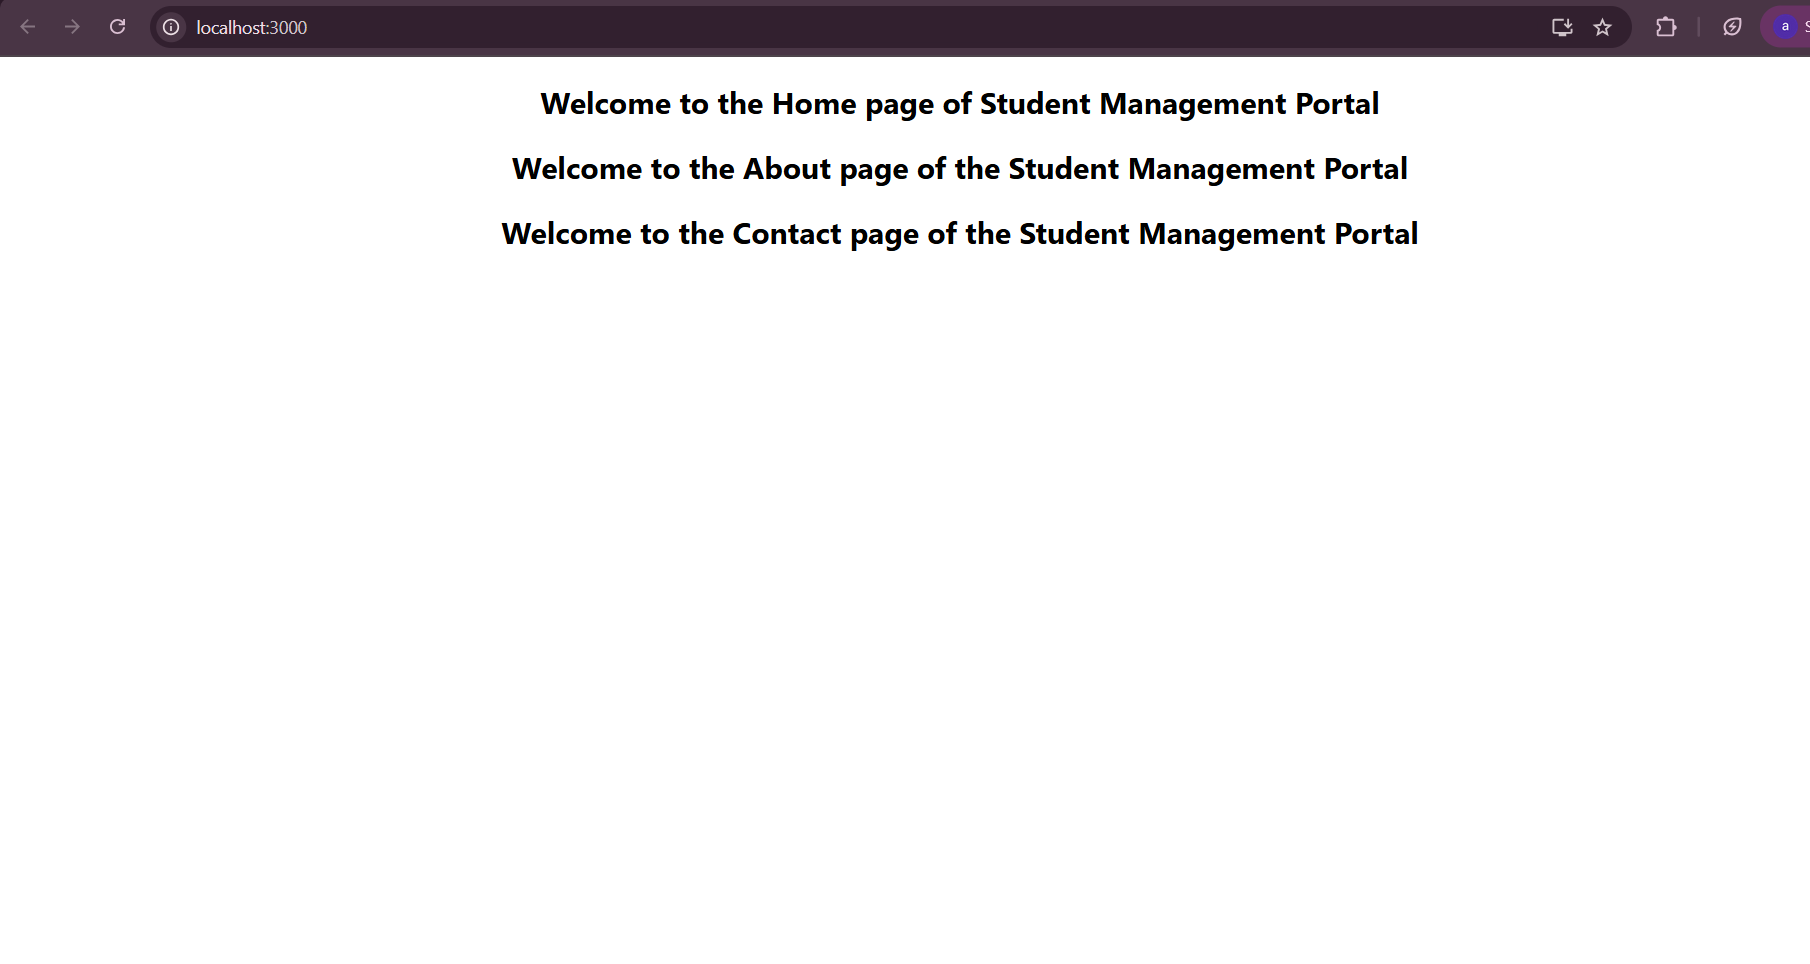 localhost:3000
a S
Welcome to the Home page of Student Management Portal
Welcome to the About page of the Student Management Portal
Welcome to the Contact page of the Student Management Portal